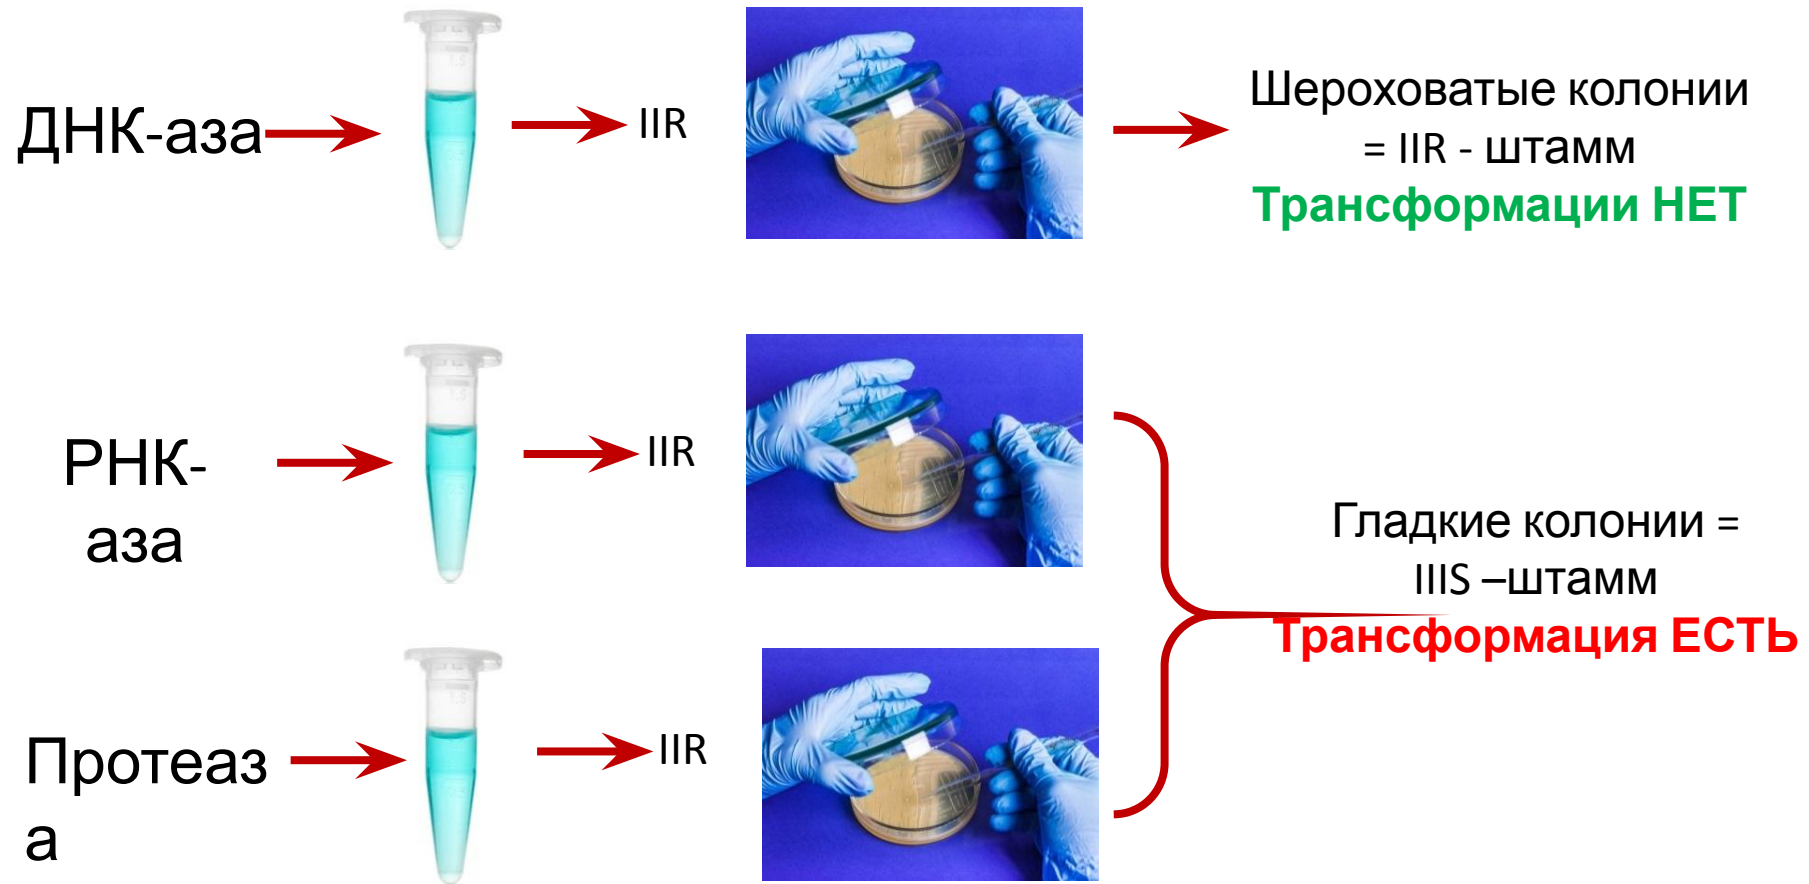 ДНК-аза
IIR
Шероховатые колонии
= IIR - штамм
Трансформации НЕТ
РНК-
аза
IIR
Гладкие колонии =
IIIS –штамм
Трансформация ЕСТЬ
Протеаз
а
IIR